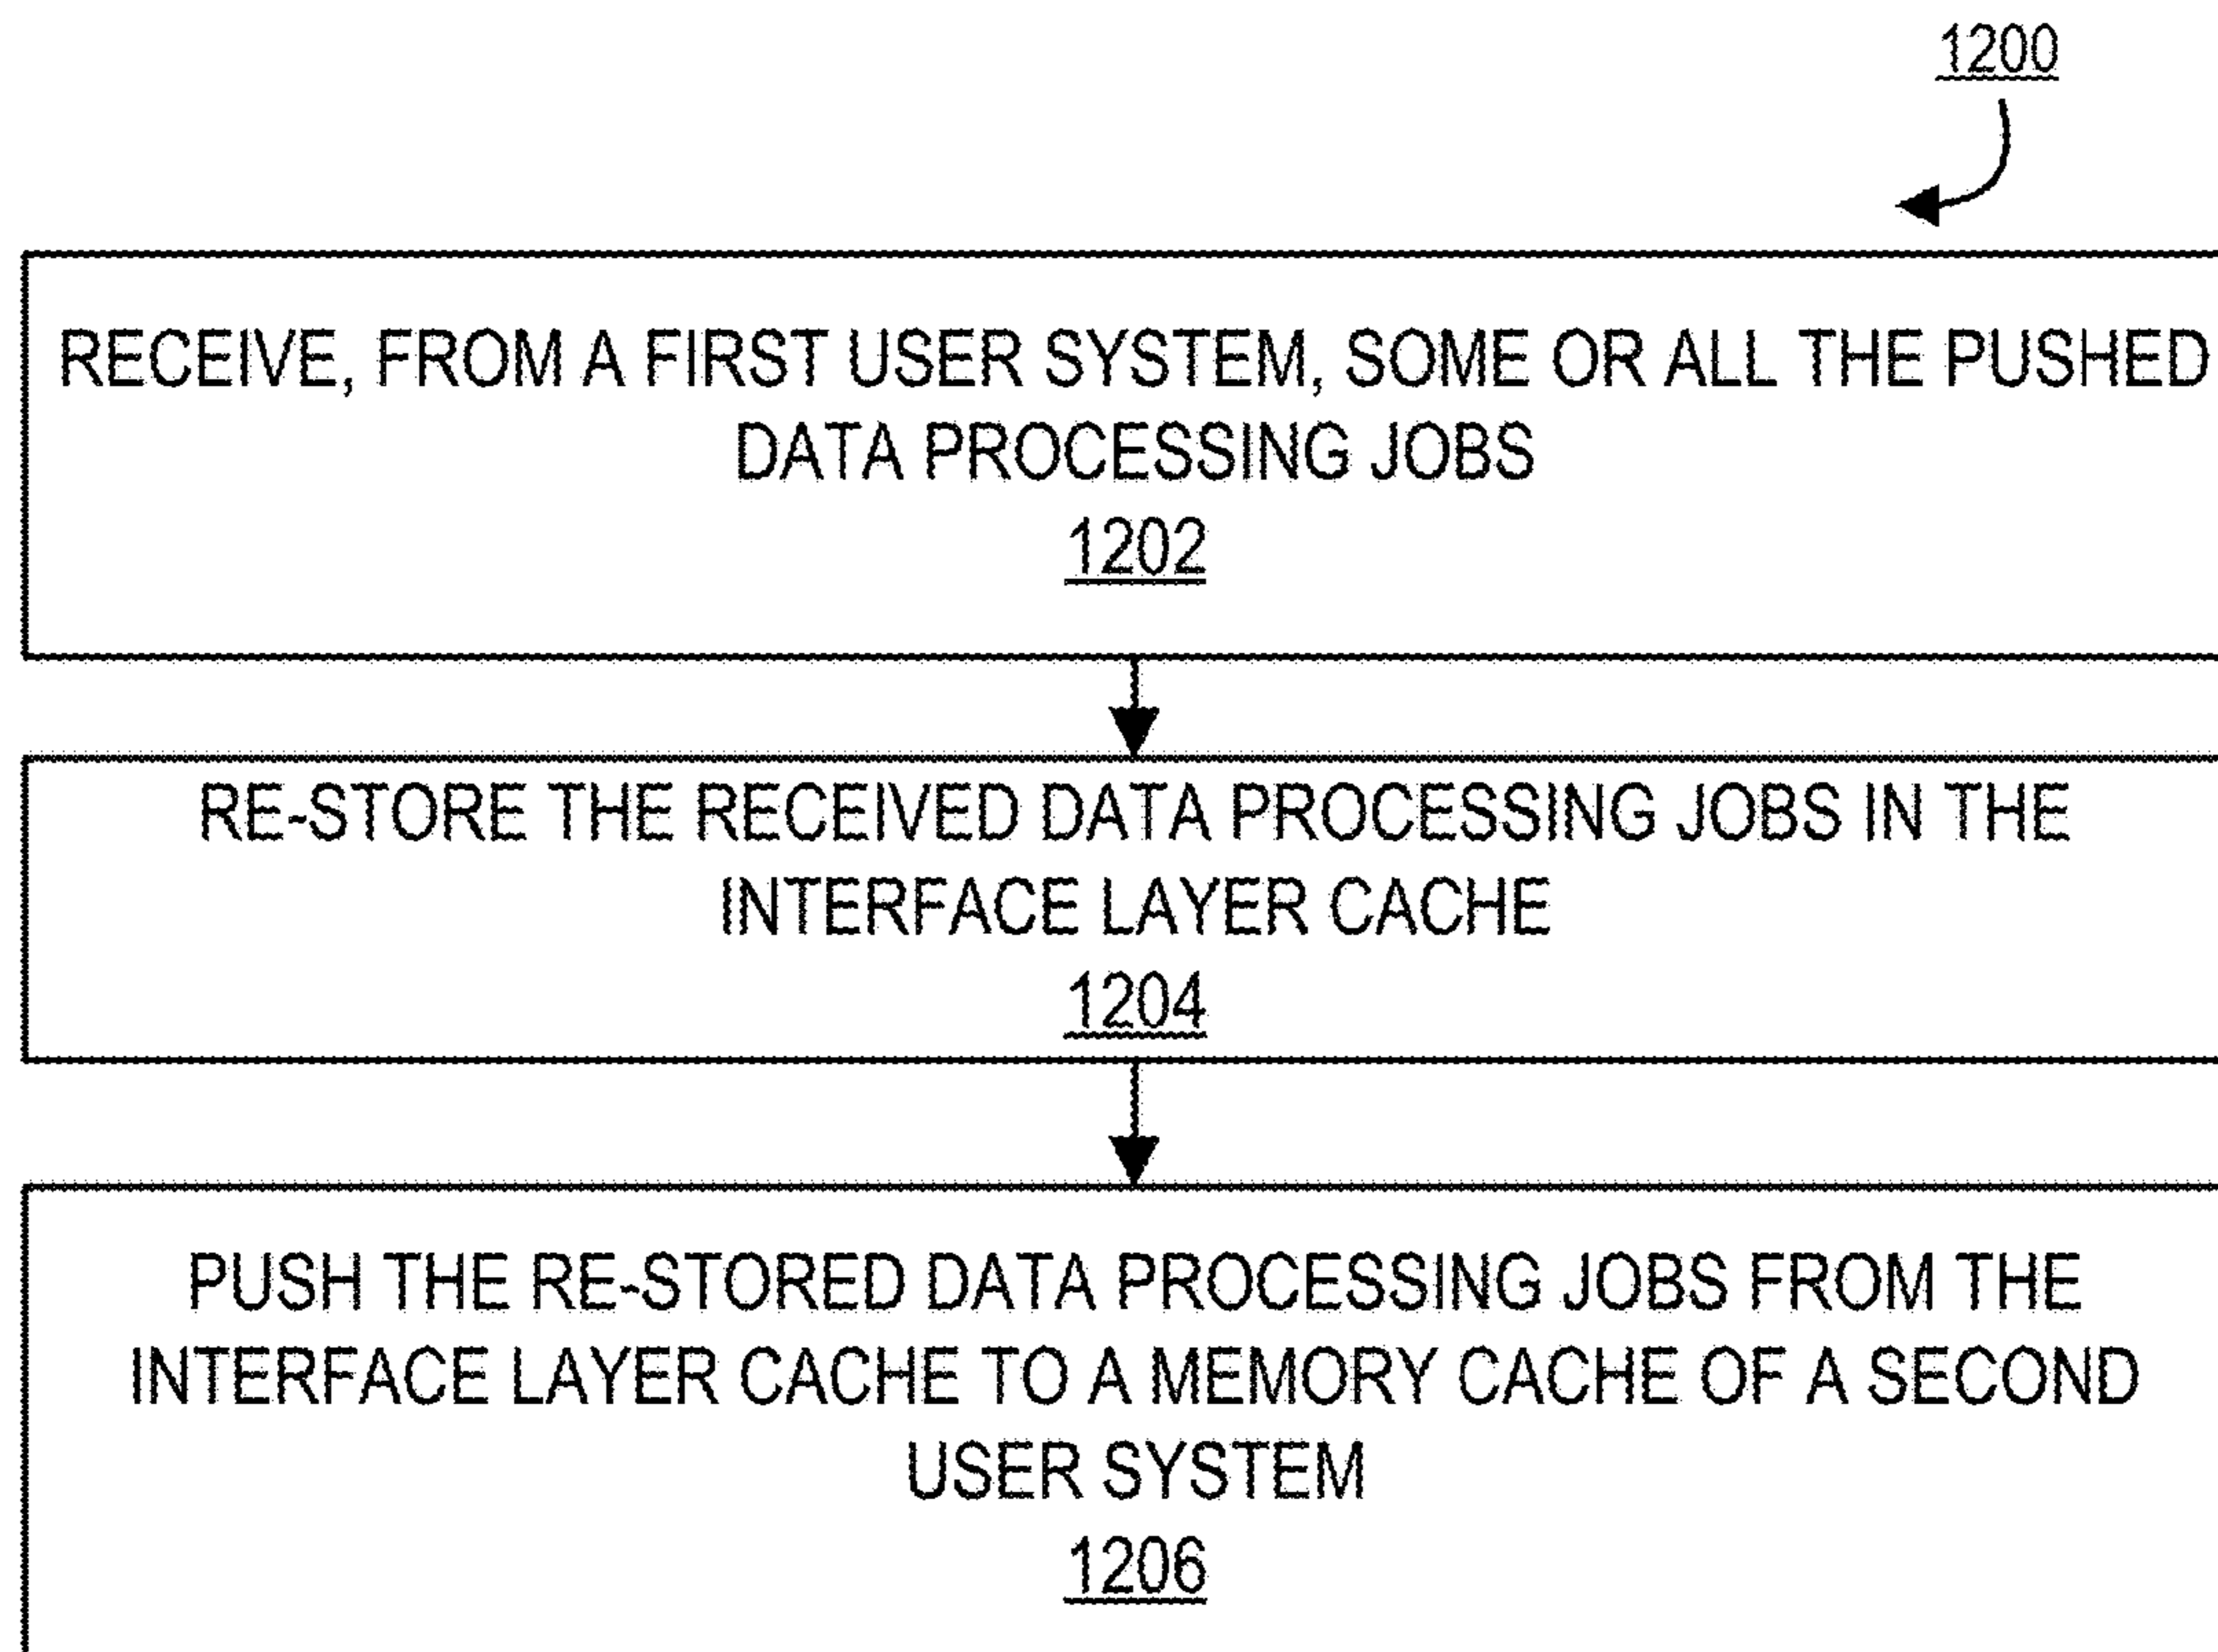 1200
RECEIVE, FROM A FIRST USER SYSTEM, SOME OR ALL THE PUSHED
DATA PROCESSING JOBS
1202
RE-STORE THE RECEIVED DATA PROCESSING JOBS IN THE
INTERFACE LAYER CACHE
1204
PUSH THE RE-STORED DATA PROCESSING JOBS FROM THE
INTERFACE LAYER CACHE TO A MEMORY CACHE OF A SECOND
USER SYSTEM
1206